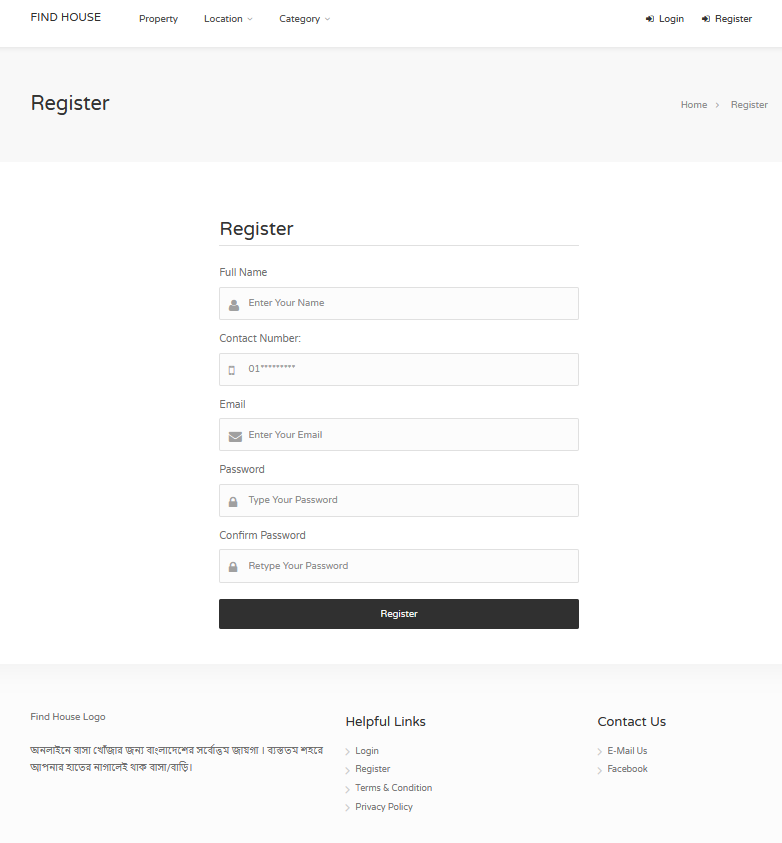 FIND HOUSE Property Location Category Login Register
Register
Home Register
Register
Full Name
Enter Your Name
Contact Number:
01*********
Email
Enter Your Email
Password
Type Your Password
Confirm Password
Retype Your Password
Register
Find House Logo
অনলাইনে বাসা খোঁজার জন্য বাংলাদেশের সর্বোত্তম জায়গা। ব্যস্ততম শহরে
আপনার হাতের নাগালেই থাক বাসা/বাড়ি।
Helpful Links
Login
Register
Terms & Condition
Privacy Policy
Contact Us
E-Mail Us
Facebook